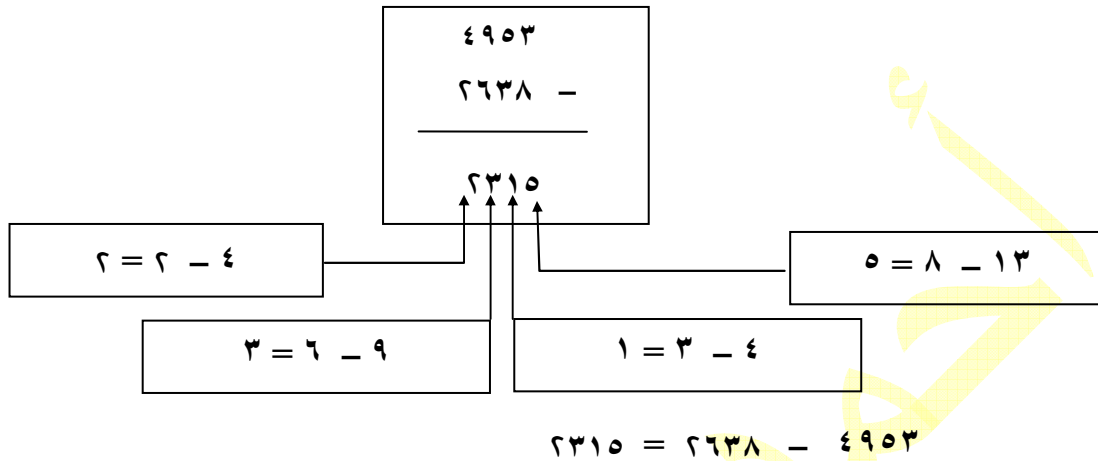 ٤٩٥٣
٢٦٣٨ –
٢٣١٥
٤ – ٢ = ٢
١٣ – ٨ = ٥
٩ – ٦ = ٣
٤ – ٣ = ١
٤٩٥٣ – ٢٦٣٨ = ٢٣١٥